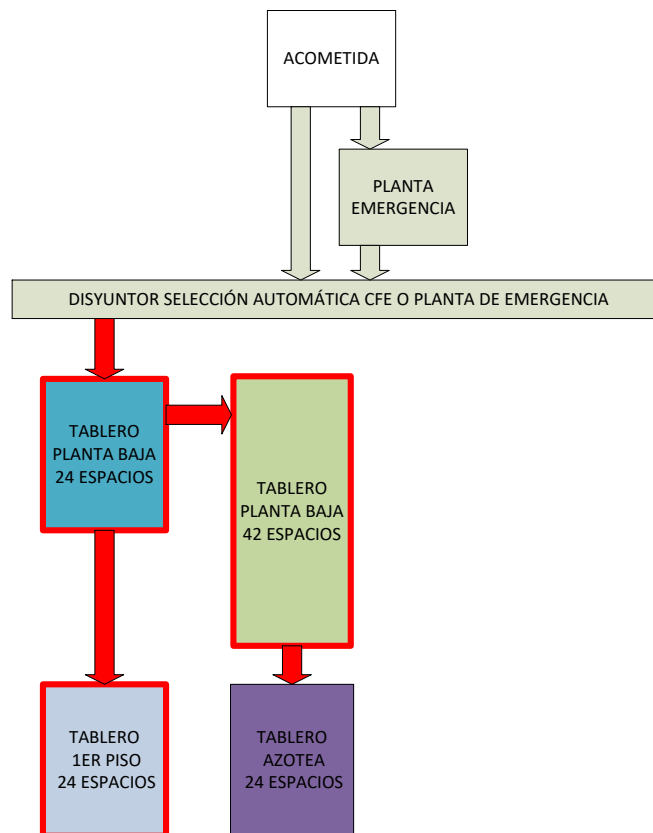 ACOMETIDA
PLANTA
EMERGENCIA
DISYUNTOR SELECCIÓN AUTOMÁTICA CFE O PLANTA DE EMERGENCIA
TABLERO
PLANTA BAJA
24 ESPACIOS
TABLERO
PLANTA BAJA
42 ESPACIOS
TABLERO
1ER PISO
24 ESPACIOS
TABLERO
AZOTEA
24 ESPACIOS